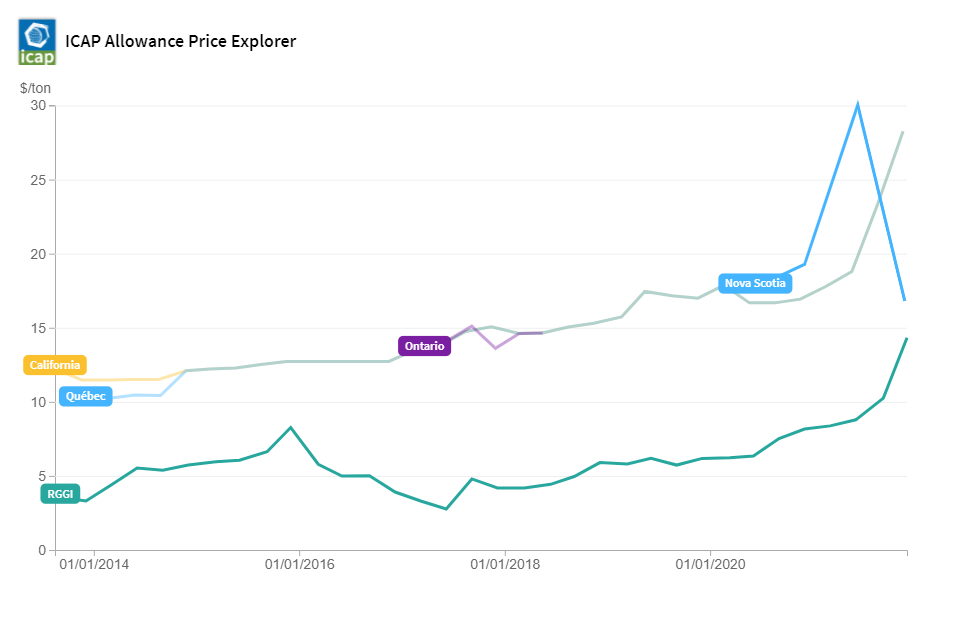 icap
ICAP Allowance Price Explorer
$/ton
30
25
20
Nova Scotia
15
Ontario
California
10
Québec
5
RGGI
0
01/01/2014
01/01/2016
01/01/2018
01/01/2020